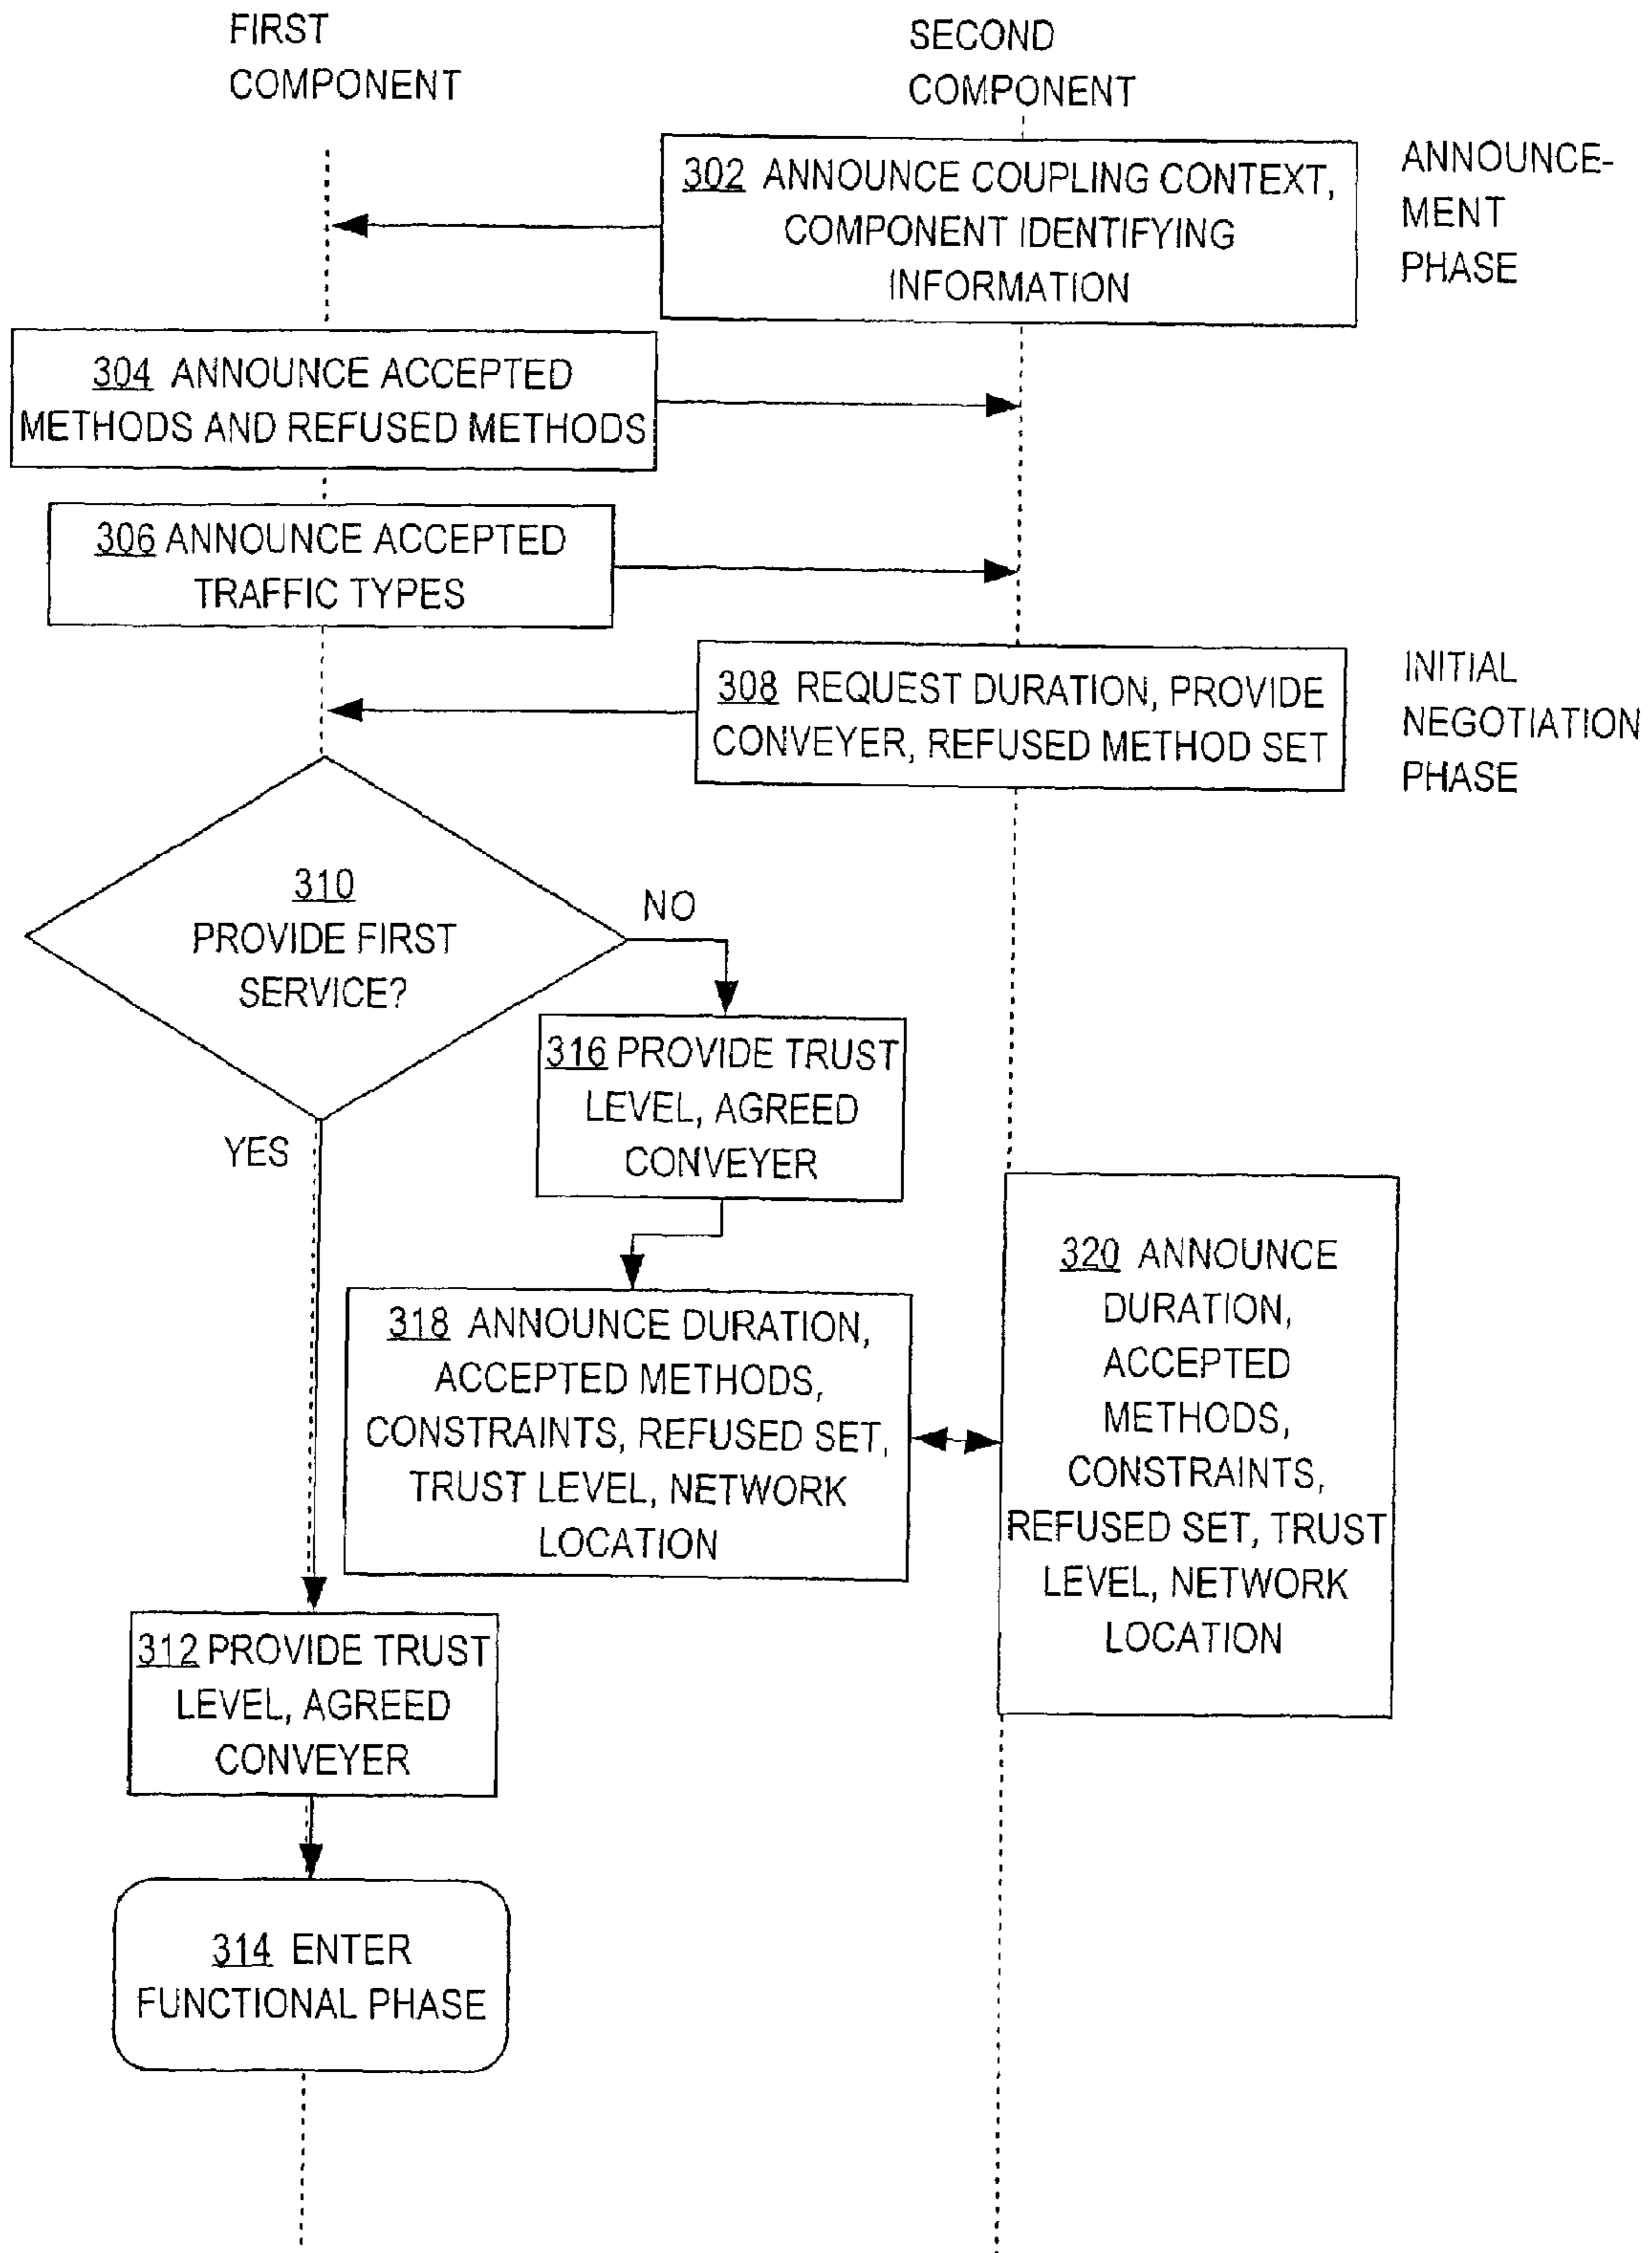 FIRST
COMPONENT
SECOND
COMPONENT
302 ANNOUNCE COUPLING CONTEXT,
COMPONENT IDENTIFYING
INFORMATION
ANNOUNCE-
MENT
PHASE
304 ANNOUNCE ACCEPTED
METHODS AND REFUSED METHODS
306 ANNOUNCE ACCEPTED
TRAFFIC TYPES
308 REQUEST DURATION, PROVIDE
CONVEYER, REFUSED METHOD SET
INITIAL
NEGOTIATION
PHASE
310
PROVIDE FIRST
SERVICE?
NO
YES
316 PROVIDE TRUST
LEVEL, AGREED
CONVEYER
318 ANNOUNCE DURATION,
ACCEPTED METHODS,
CONSTRAINTS, REFUSED SET,
TRUST LEVEL, NETWORK
LOCATION
320 ANNOUNCE
DURATION,
ACCEPTED
METHODS,
CONSTRAINTS,
REFUSED SET, TRUST
LEVEL, NETWORK
LOCATION
312 PROVIDE TRUST
LEVEL, AGREED
CONVEYER
314 ENTER
FUNCTIONAL PHASE